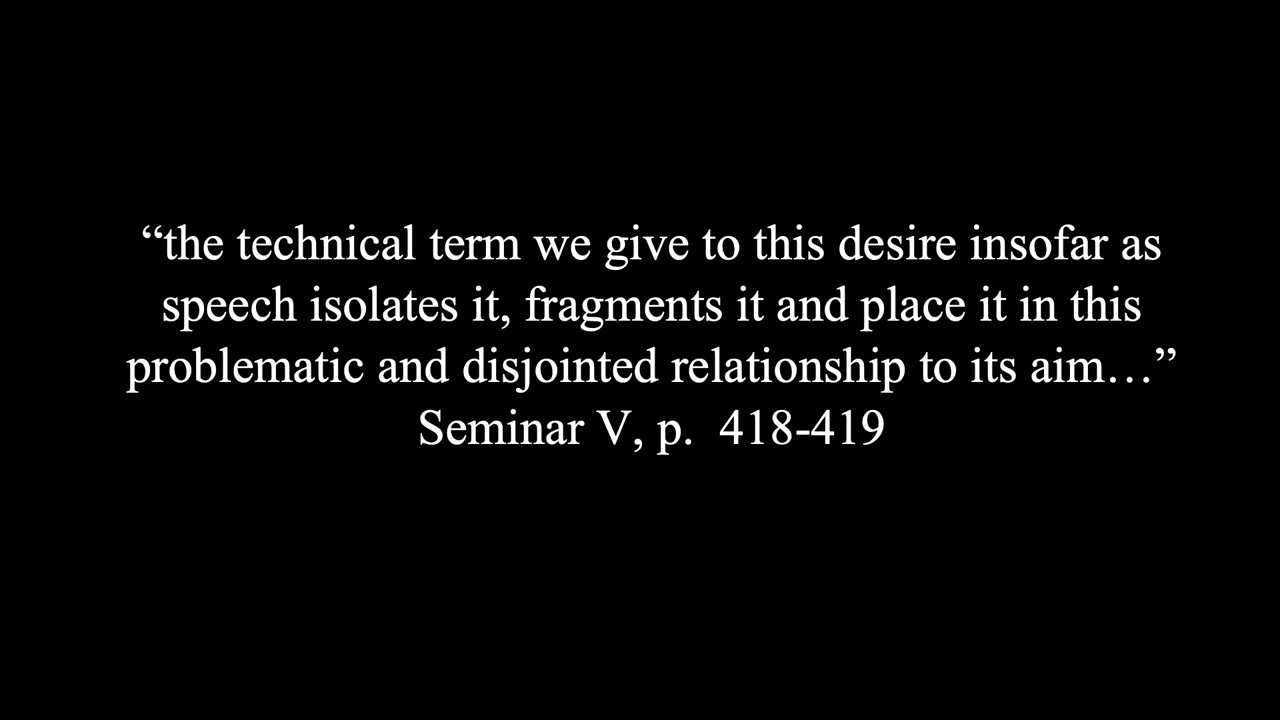 “the technical term we give to this desire insofar as
speech isolates it, fragments it and place it in this
problematic and disjointed relationship to its aim…”
Seminar V, p.  418-419